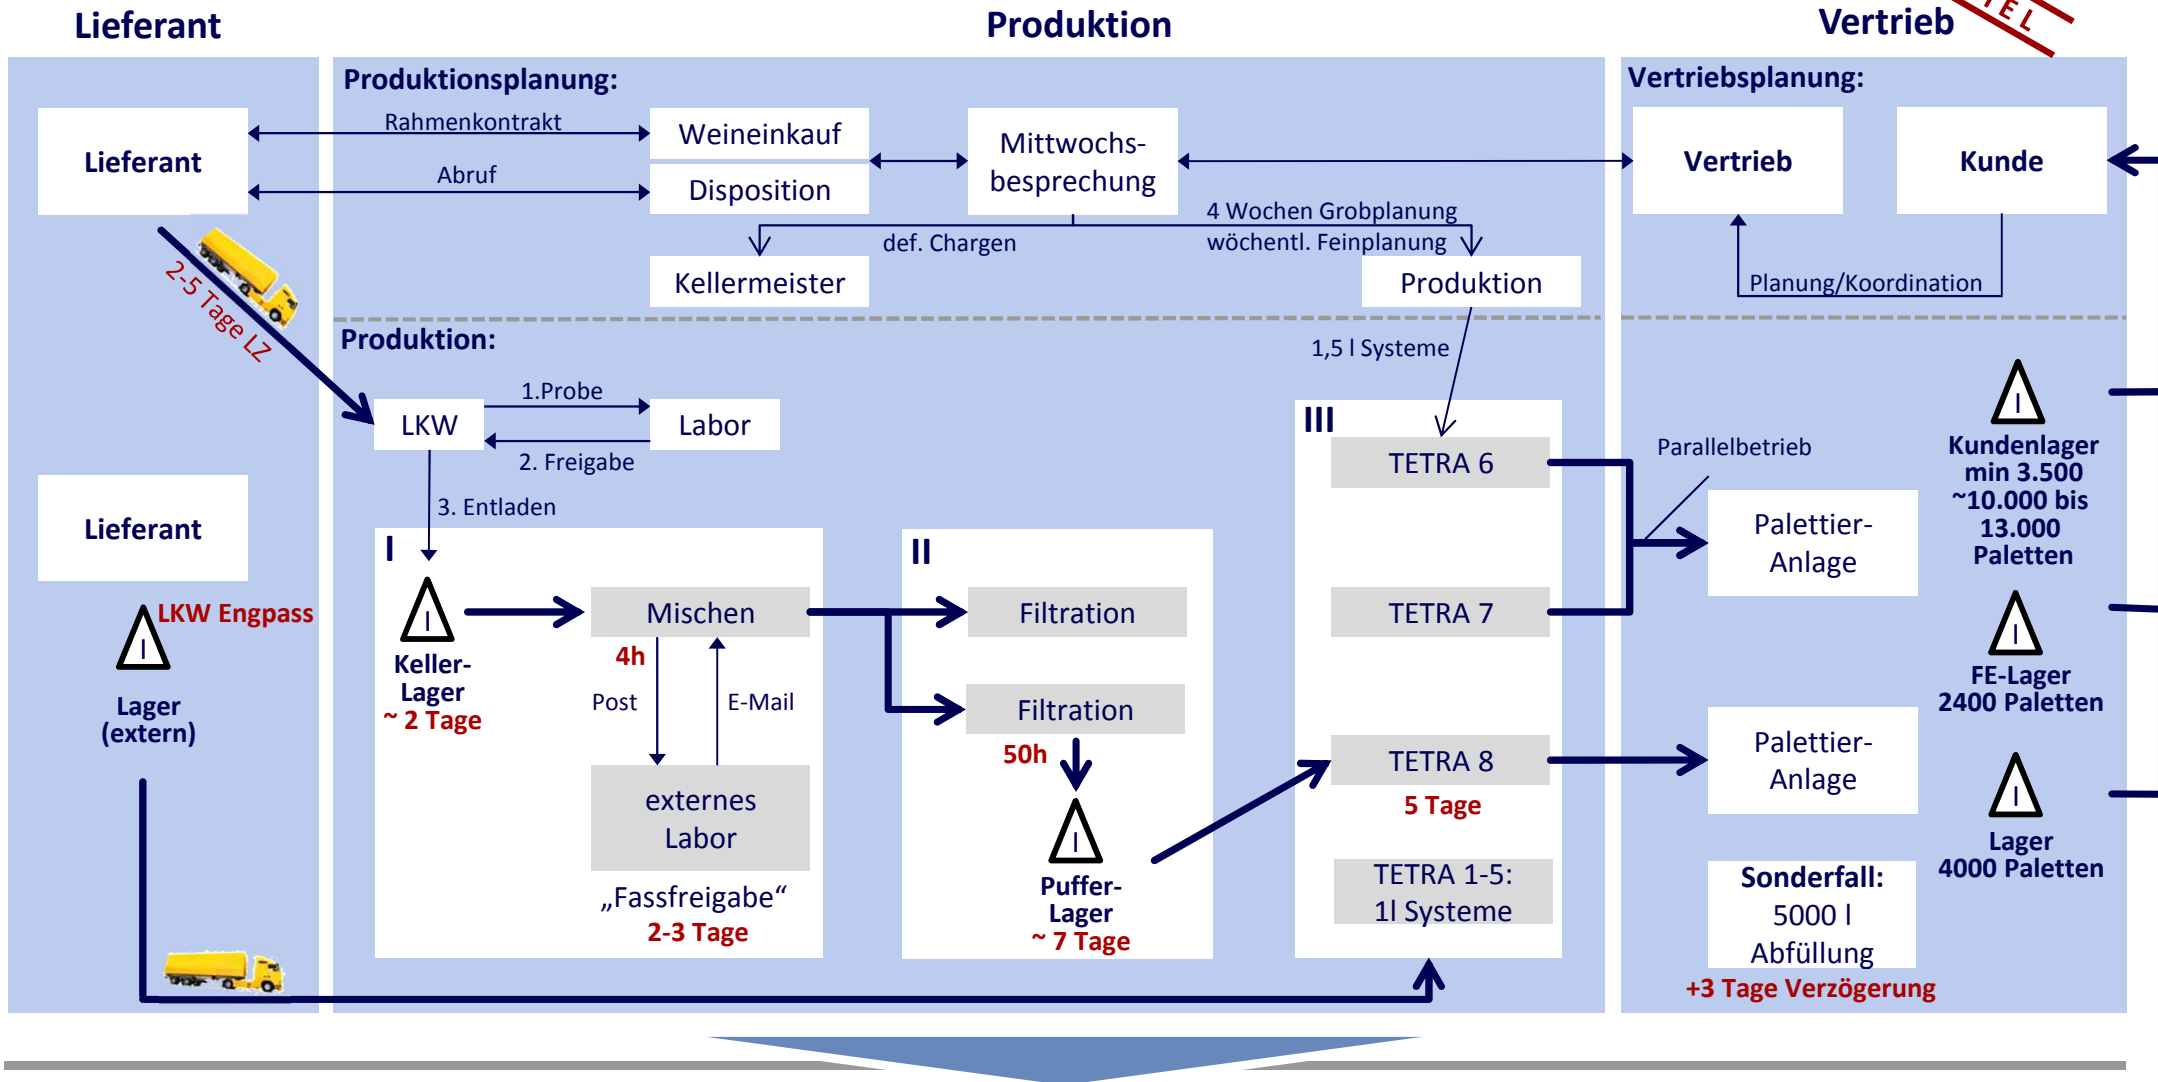 Lieferant
Produktion
Vertrieb
Produktionsplanung:
Vertriebsplanung:
Lieferant
Rahmenkontrakt
Abruf
Weineinkauf
Disposition
Mittwochs-
besprechung
Vertrieb
Kunde
def. Chargen
4 Wochen Grobplanung
wöchentl. Feinplanung
Kellermeister
Produktion
Planung/Koordination
2-5 Tage LZ
Produktion:
1,5 l Systeme
LKW
1.Probe
Labor
2. Freigabe
3. Entladen
Lieferant
LKW Engpass
I
Lager
(extern)
I
I
Keller-
Lager
~ 2 Tage
Mischen
4h
Post
E-Mail
externes
Labor
„Fassfreigabe“
2-3 Tage
II
Filtration
Filtration
50h
I
Puffer-
Lager
~ 7 Tage
III
TETRA 6
TETRA 7
TETRA 8
5 Tage
TETRA 1-5:
1l Systeme
Parallelbetrieb
Palettier-
Anlage
Palettier-
Anlage
Sonderfall:
5000 l
Abfüllung
+3 Tage Verzögerung
I
Kundenlager
min 3.500
~10.000 bis
13.000
Paletten
I
FE-Lager
2400 Paletten
I
Lager
4000 Paletten